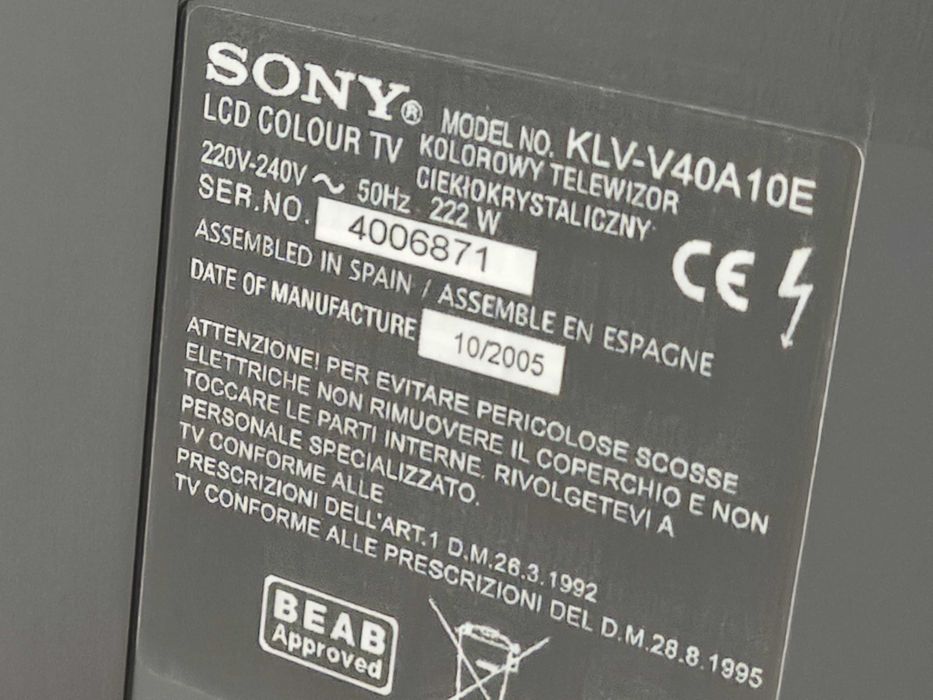 SONY®
MODEL NO. KLV-V40A10E
LCD COLOUR TV KOLOROWY TELEWIZOR
CIEKŁOKRYSTALICZNY
220V-240V ~ 50Hz 222 W
SER.NO. 4006871
ASSEMBLED IN SPAIN / ASSEMBLE EN ESPAGNE
DATE OF MANUFACTURE 10/2005
ATTENZIONE! PER EVITARE PERICOLOSE SCOSSE
ELETTRICHE NON RIMUOVERE IL COPERCHIO E NON
TOCCARE LE PARTI INTERNE. RIVOLGETEVI A
PERSONALE SPECIALIZZATO.
TV CONFORME ALLE
PRESCRIZIONI DELL'ART.1 D.M.26.3.1992
TV CONFORME ALLE PRESCRIZIONI DEL D.M.28.8.1995
CE
BEAB
Approved